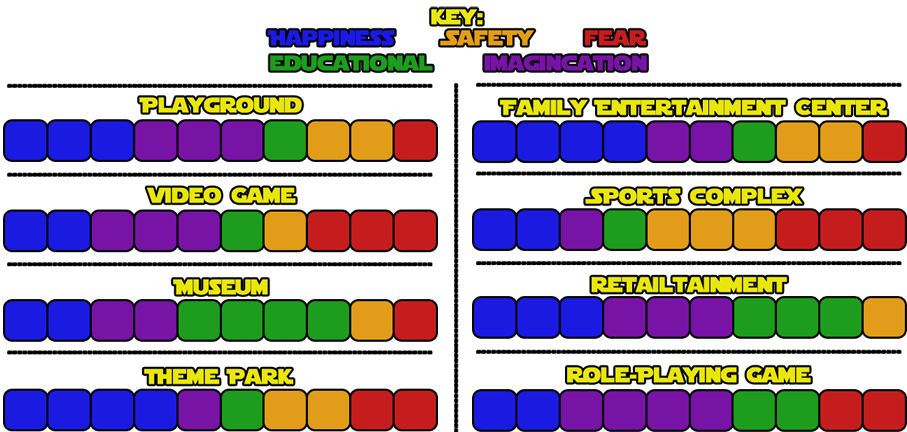 KEY:
HAPPINESS SAFETY FEAR
EDUCATIONAL IMAGINCATION
PLAYGROUND
VIDEO GAME
MUSEUM
THEME PARK
FAMILY ENTERTAINMENT CENTER
SPORTS COMPLEX
RETAILTAINMENT
ROLE-PLAYING GAME